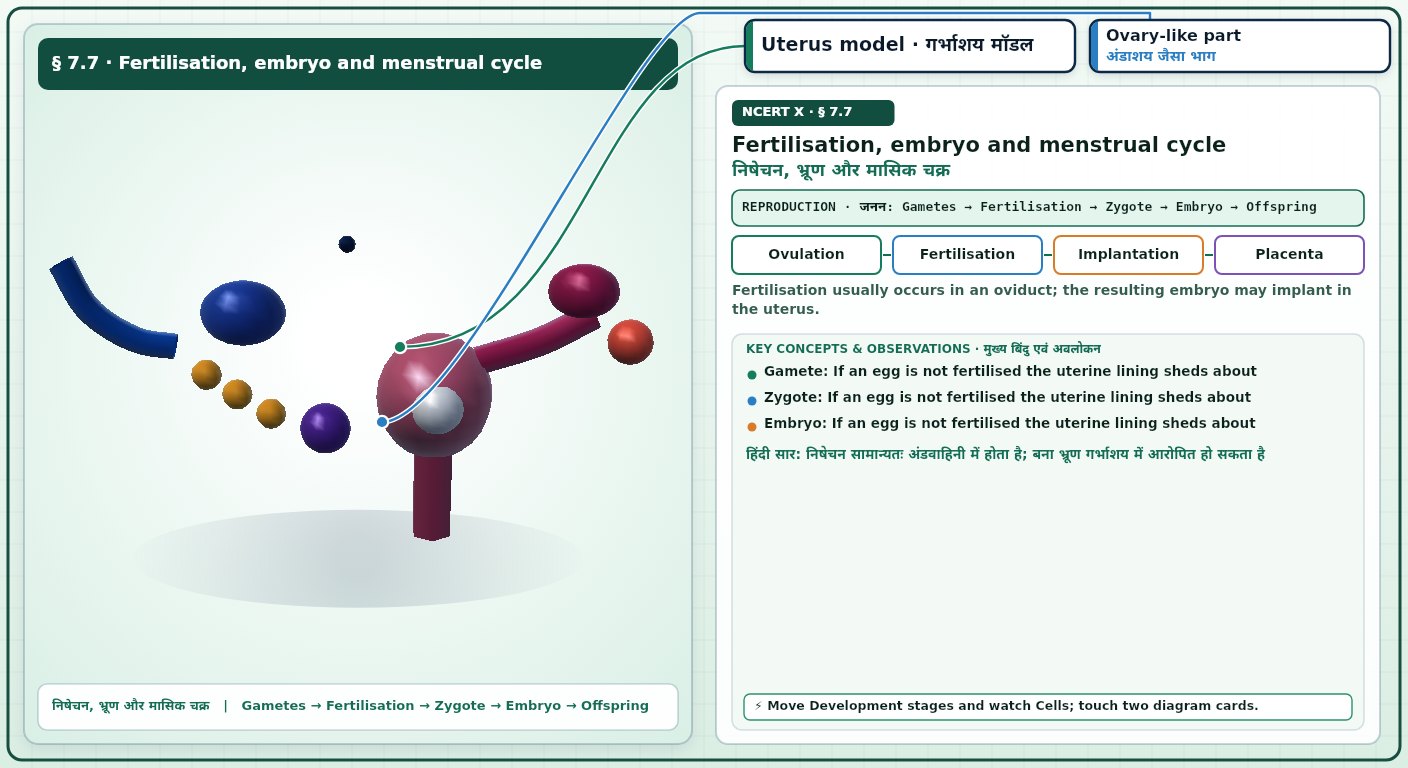 § 7.7 · Fertilisation, embryo and menstrual cycle
Uterus model · गर्भाशय मॉडल
Ovary-like part
अंडाशय जैसा भाग
NCERT X · § 7.7
Fertilisation, embryo and menstrual cycle
निषेचन, भ्रूण और मासिक चक्र
REPRODUCTION · जनन: Gametes → Fertilisation → Zygote → Embryo → Offspring
Ovulation
Fertilisation
Implantation
Placenta
Fertilisation usually occurs in an oviduct; the resulting embryo may implant in
the uterus.
KEY CONCEPTS & OBSERVATIONS · मुख्य बिंदु एवं अवलोकन
Gamete: If an egg is not fertilised the uterine lining sheds about
Zygote: If an egg is not fertilised the uterine lining sheds about
Embryo: If an egg is not fertilised the uterine lining sheds about
हिंदी सार: निषेचन सामान्यतः अंडवाहिनी में होता है; बना भ्रूण गर्भाशय में आरोपित हो सकता है
⚡ Move Development stages and watch Cells; touch two diagram cards.
निषेचन, भ्रूण और मासिक चक्र | Gametes → Fertilisation → Zygote → Embryo → Offspring